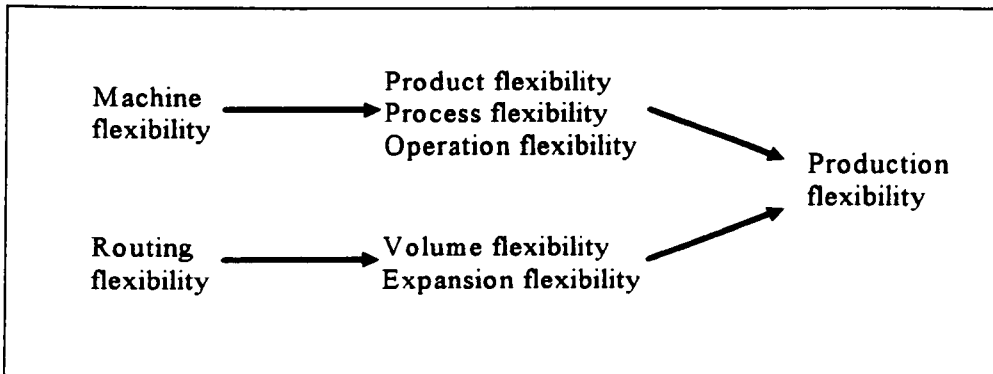 Machine
flexibility
Product flexibility
Process flexibility
Operation flexibility
Production
flexibility
Routing
flexibility
Volume flexibility
Expansion flexibility